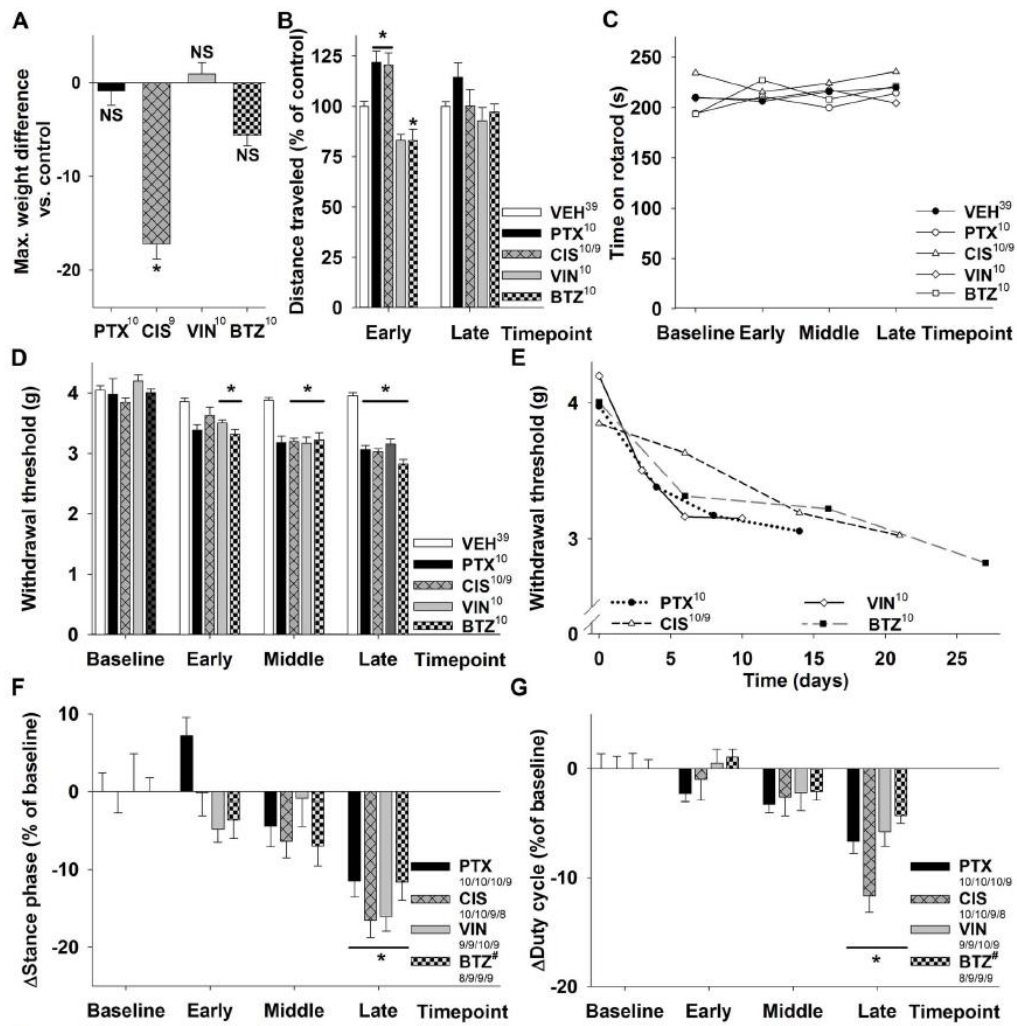 A
Max. weight difference
vs. control
0
-10
-20
NS
*
NS
NS
PTX¹⁰ CIS⁹ VIN¹⁰ BTZ¹⁰
B
Distance traveled (% of control)
125
100
75
50
25
0
*
*
VEH³⁹
PTX¹⁰
CIS¹⁰/⁹
VIN¹⁰
BTZ¹⁰
Early Late Timepoint
C
Time on rotarod (s)
250
200
150
100
50
0
VEH³⁹
PTX¹⁰
CIS¹⁰/⁹
VIN¹⁰
BTZ¹⁰
Baseline Early Middle Late Timepoint
D
Withdrawal threshold (g)
4
3
2
1
0
* * *
VEH³⁹
PTX¹⁰
CIS¹⁰/⁹
VIN¹⁰
BTZ¹⁰
Baseline Early Middle Late Timepoint
E
Withdrawal threshold (g)
4
3
0
PTX¹⁰ VIN¹⁰
CIS¹⁰/⁹ BTZ¹⁰
0 5 10 15 20 25
Time (days)
F
ΔStance phase (% of baseline)
10
0
-10
-20
*
PTX
10/10/10/9
CIS
10/10/9/8
VIN
9/9/10/9
BTZ#
8/9/9/9
Baseline Early Middle Late Timepoint
G
ΔDuty cycle (%of baseline)
0
-10
-20
*
PTX
10/10/10/9
CIS
10/10/9/8
VIN
9/9/10/9
BTZ#
8/9/9/9
Baseline Early Middle Late Timepoint